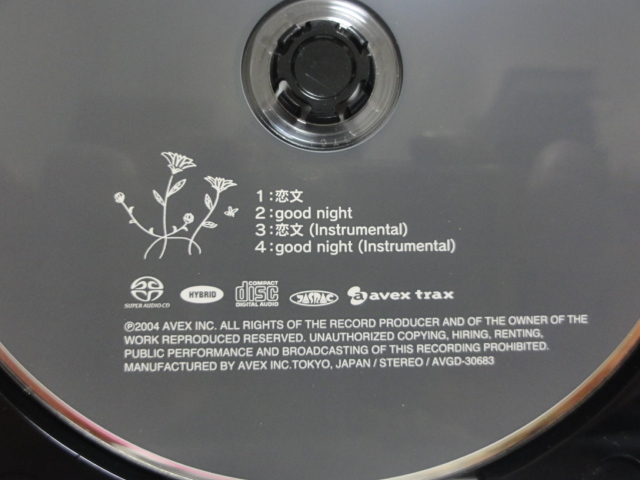 1:恋文
2:good night
3:恋文 (Instrumental)
4:good night (Instrumental)
SUPER AUDIO CD HYBRID COMPACT disc DIGITAL AUDIO JASRAC a avex trax
℗2004 AVEX INC. ALL RIGHTS OF THE RECORD PRODUCER AND OF THE OWNER OF THE
WORK REPRODUCED RESERVED. UNAUTHORIZED COPYING, HIRING, RENTING,
PUBLIC PERFORMANCE AND BROADCASTING OF THIS RECORDING PROHIBITED.
MANUFACTURED BY AVEX INC.TOKYO, JAPAN / STEREO / AVGD-30683